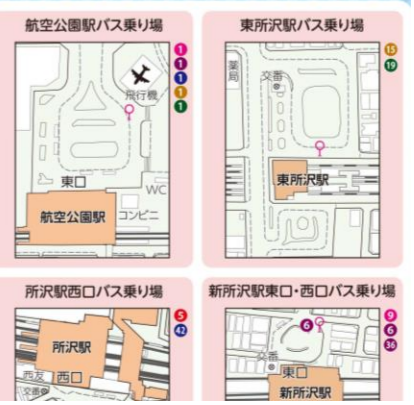 航空公園駅バス乗り場
1
1
1
1
1
飛行機
東口
WC
航空公園駅
コンビニ
東所沢駅バス乗り場
15
19
薬局
交番
東所沢駅
所沢駅西口バス乗り場
5
42
所沢駅
西友
西口
交番
新所沢駅東口・西口バス乗り場
9
6
36
6
交番
東口
新所沢駅